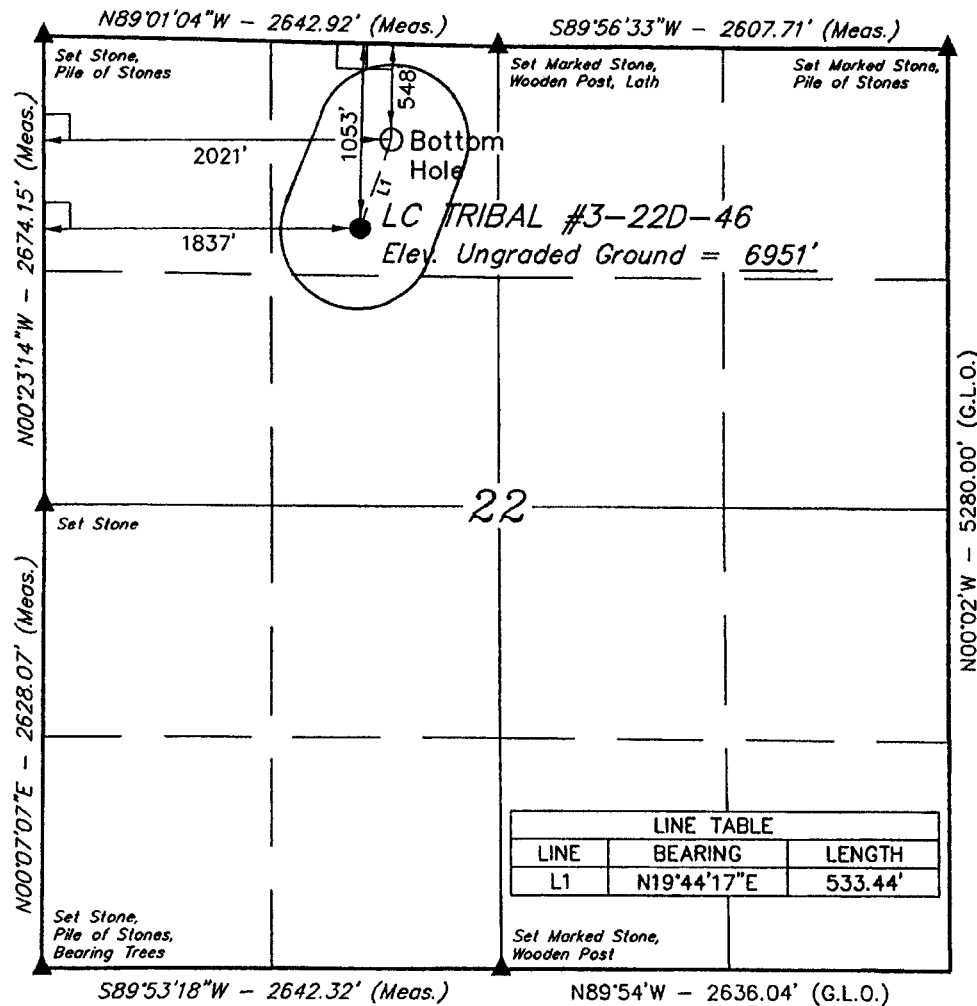 N89°01'04"W - 2642.92' (Meas.)
S89°56'33"W - 2607.71' (Meas.)
Set Stone,
Pile of Stones
Set Marked Stone,
Wooden Post, Lath
Set Marked Stone,
Pile of Stones
548
1053'
2021'
Bottom
Hole
L1
1837'
LC TRIBAL #3-22D-46
Elev. Ungraded Ground = 6951'
N00°23'14"W - 2674.15' (Meas.)
N00°02'W - 5280.00' (G.L.O.)
22
Set Stone
N00°07'07"E - 2628.07' (Meas.)
LINE TABLE
LINE BEARING LENGTH
L1 N19°44'17"E 533.44'
Set Stone,
Pile of Stones,
Bearing Trees
Set Marked Stone,
Wooden Post
S89°53'18"W - 2642.32' (Meas.)
N89°54'W - 2636.04' (G.L.O.)